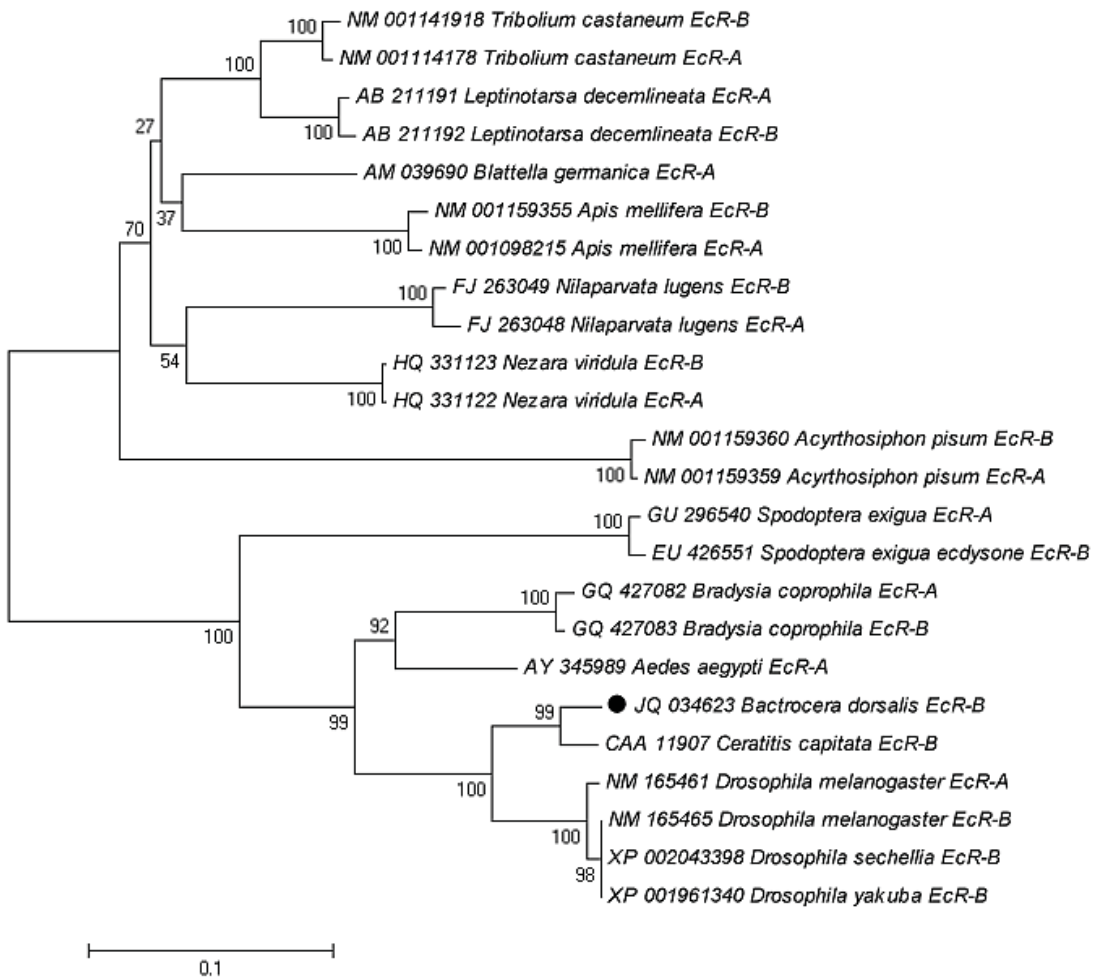 100
NM 001141918 Tribolium castaneum EcR-B
NM 001114178 Tribolium castaneum EcR-A
100
AB 211191 Leptinotarsa decemlineata EcR-A
100
AB 211192 Leptinotarsa decemlineata EcR-B
27
AM 039690 Blattella germanica EcR-A
37
NM 001159355 Apis mellifera EcR-B
100
NM 001098215 Apis mellifera EcR-A
70
100
FJ 263049 Nilaparvata lugens EcR-B
FJ 263048 Nilaparvata lugens EcR-A
54
HQ 331123 Nezara viridula EcR-B
100
HQ 331122 Nezara viridula EcR-A
NM 001159360 Acyrthosiphon pisum EcR-B
100
NM 001159359 Acyrthosiphon pisum EcR-A
100
GU 296540 Spodoptera exigua EcR-A
EU 426551 Spodoptera exigua ecdysone EcR-B
100
100
GQ 427082 Bradysia coprophila EcR-A
GQ 427083 Bradysia coprophila EcR-B
92
AY 345989 Aedes aegypti EcR-A
99
99
JQ 034623 Bactrocera dorsalis EcR-B
CAA 11907 Ceratitis capitata EcR-B
100
NM 165461 Drosophila melanogaster EcR-A
100
NM 165465 Drosophila melanogaster EcR-B
98
XP 002043398 Drosophila sechellia EcR-B
XP 001961340 Drosophila yakuba EcR-B
0.1